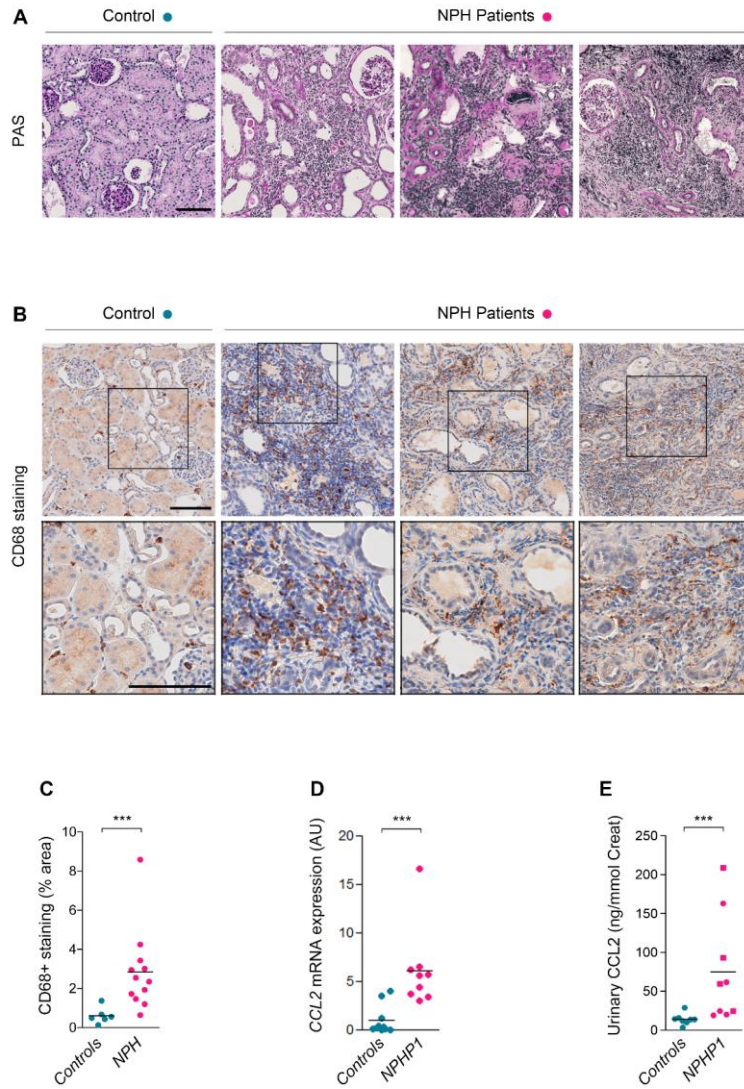 A
Control
NPH Patients
PAS
B
Control
NPH Patients
CD68 staining
C
D
E
CD68+ staining (% area)
10
8
6
4
2
0
***
Controls
NPH
CCL2 mRNA expression (AU)
20
15
10
5
0
***
Controls
NPHP1
Urinary CCL2 (ng/mmol Creat)
250
200
150
100
50
0
***
Controls
NPHP1